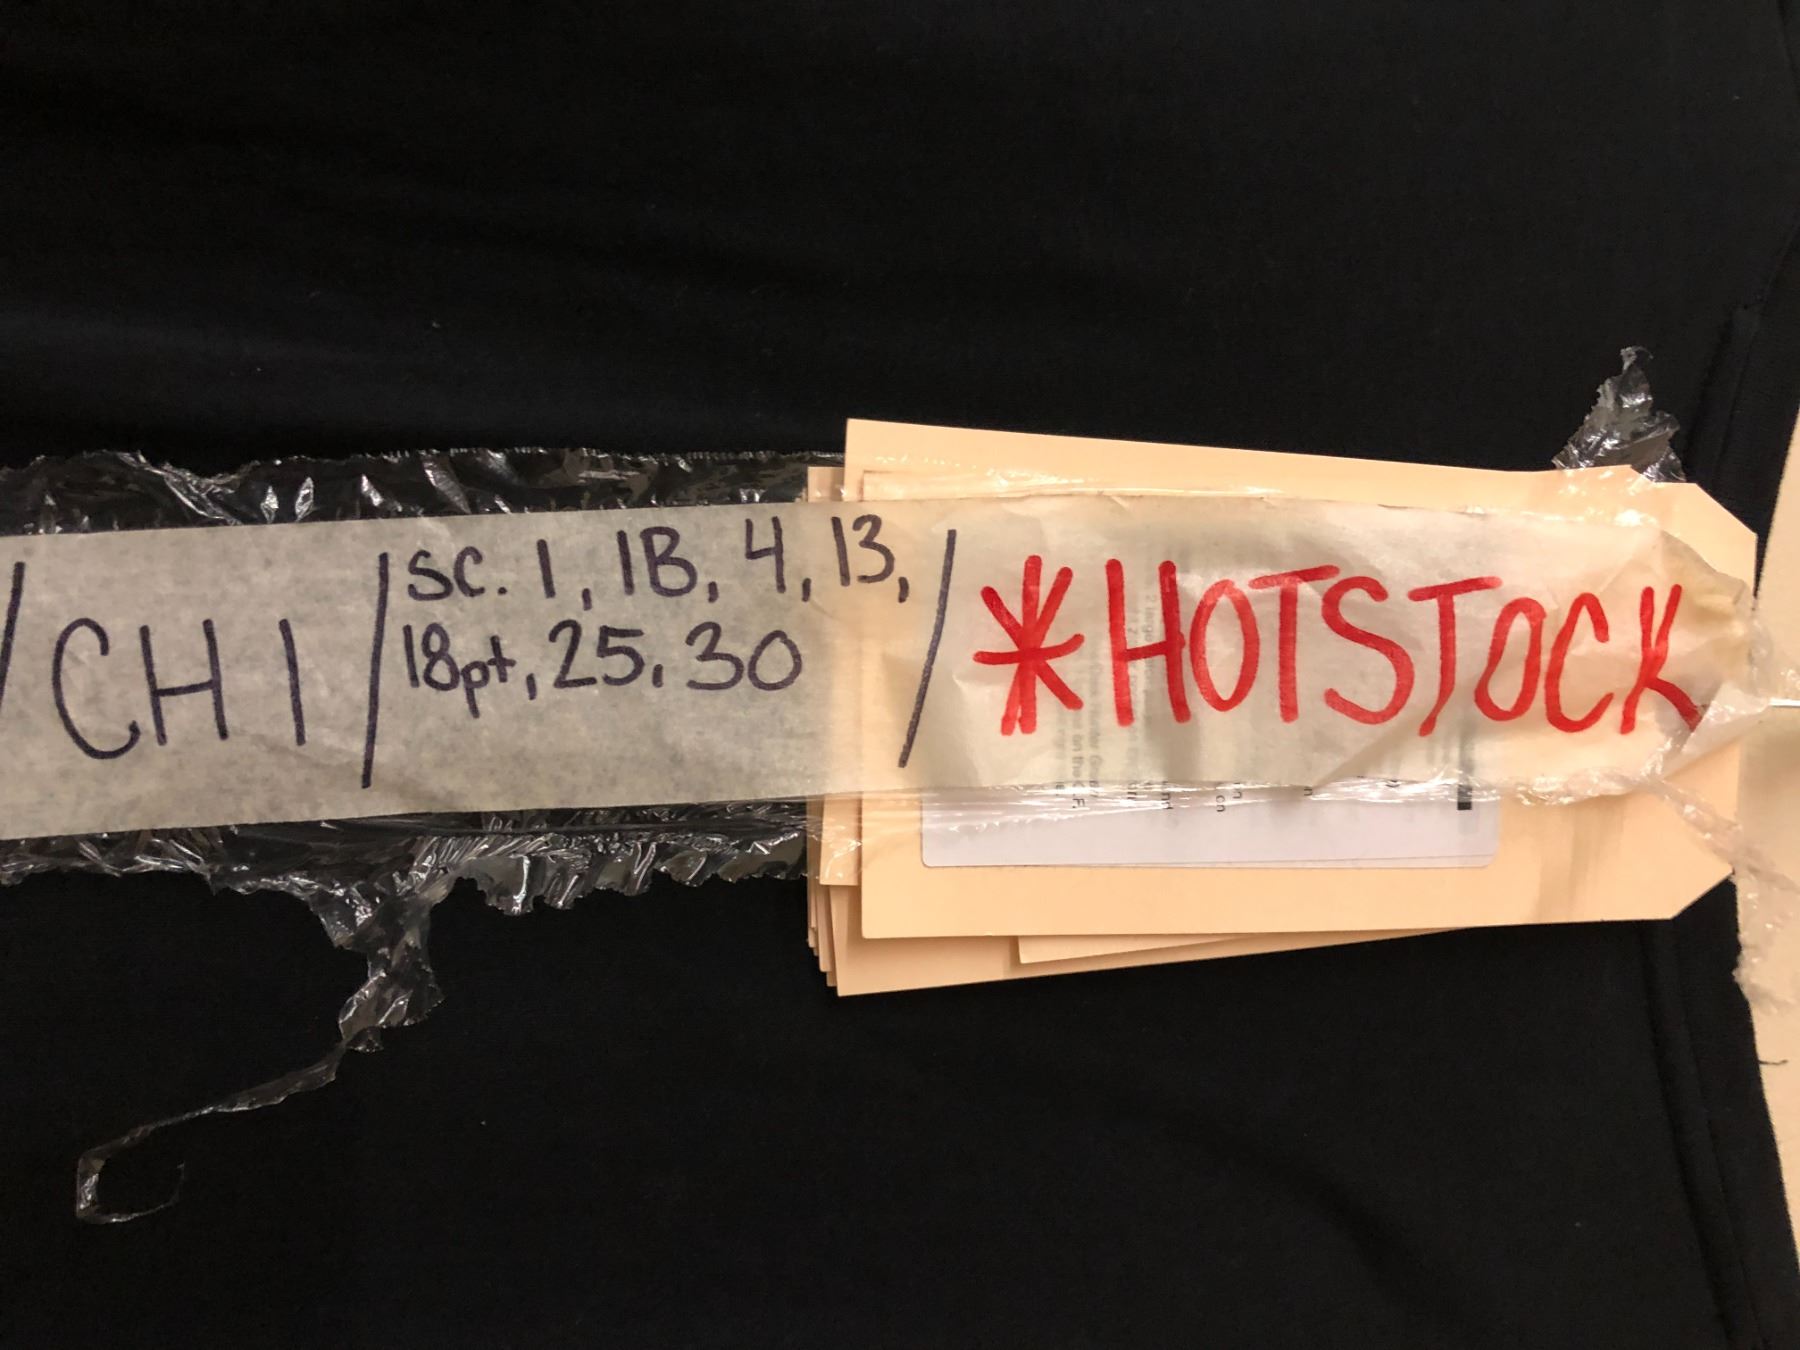 /CH 1/SC. 1, 1B, 4, 13,/*HOTSTOCK
18pt, 25, 30